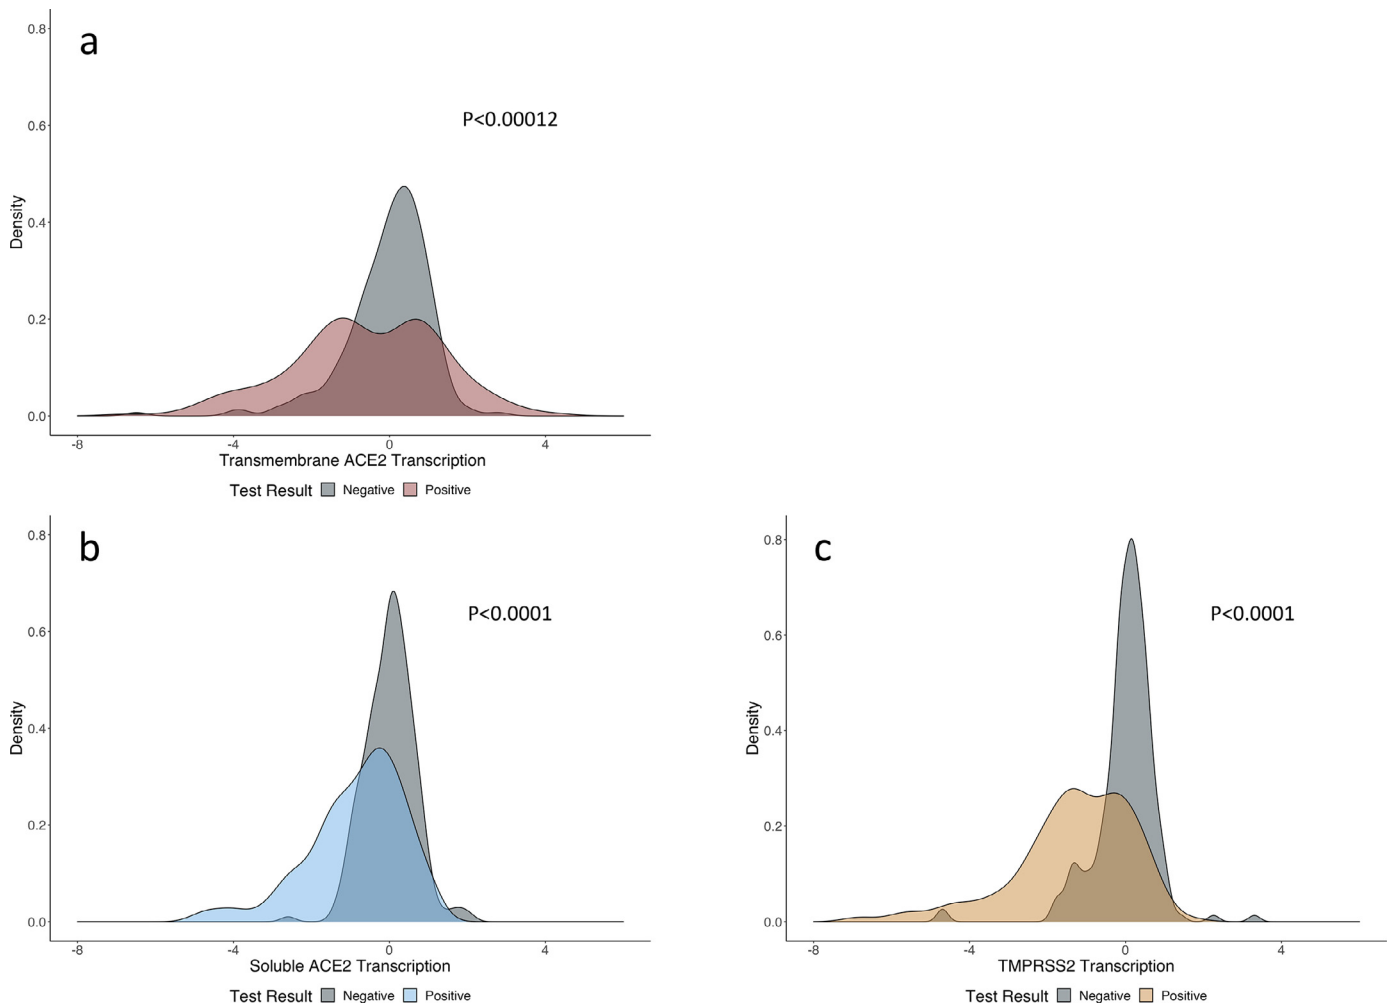 a
P<0.00012
0.8
0.6
0.4
0.2
0.0
Density
-8 -4 0 4
Transmembrane ACE2 Transcription
Test Result Negative Positive
b
P<0.0001
0.8
0.6
0.4
0.2
0.0
Density
-8 -4 0 4
Soluble ACE2 Transcription
Test Result Negative Positive
c
P<0.0001
0.8
0.6
0.4
0.2
0.0
Density
-8 -4 0 4
TMPRSS2 Transcription
Test Result Negative Positive